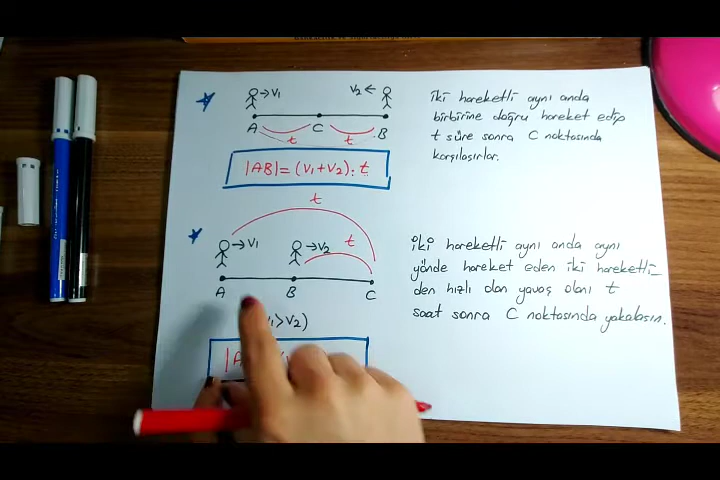 →V₁
V₂←
A
C
B
t
t
|AB|=(V₁+V₂).t
İki hareketli aynı anda
birbirine doğru hareket edip
t süre sonra C noktasında
karşılaşırlar.
t
→V₁
→V₂
t
A
B
C
V₁>V₂)
İki hareketli aynı anda aynı
yönde hareket eden iki hareketli-
den hızlı olan yavaş olanı t
saat sonra C noktasında yakalasın.